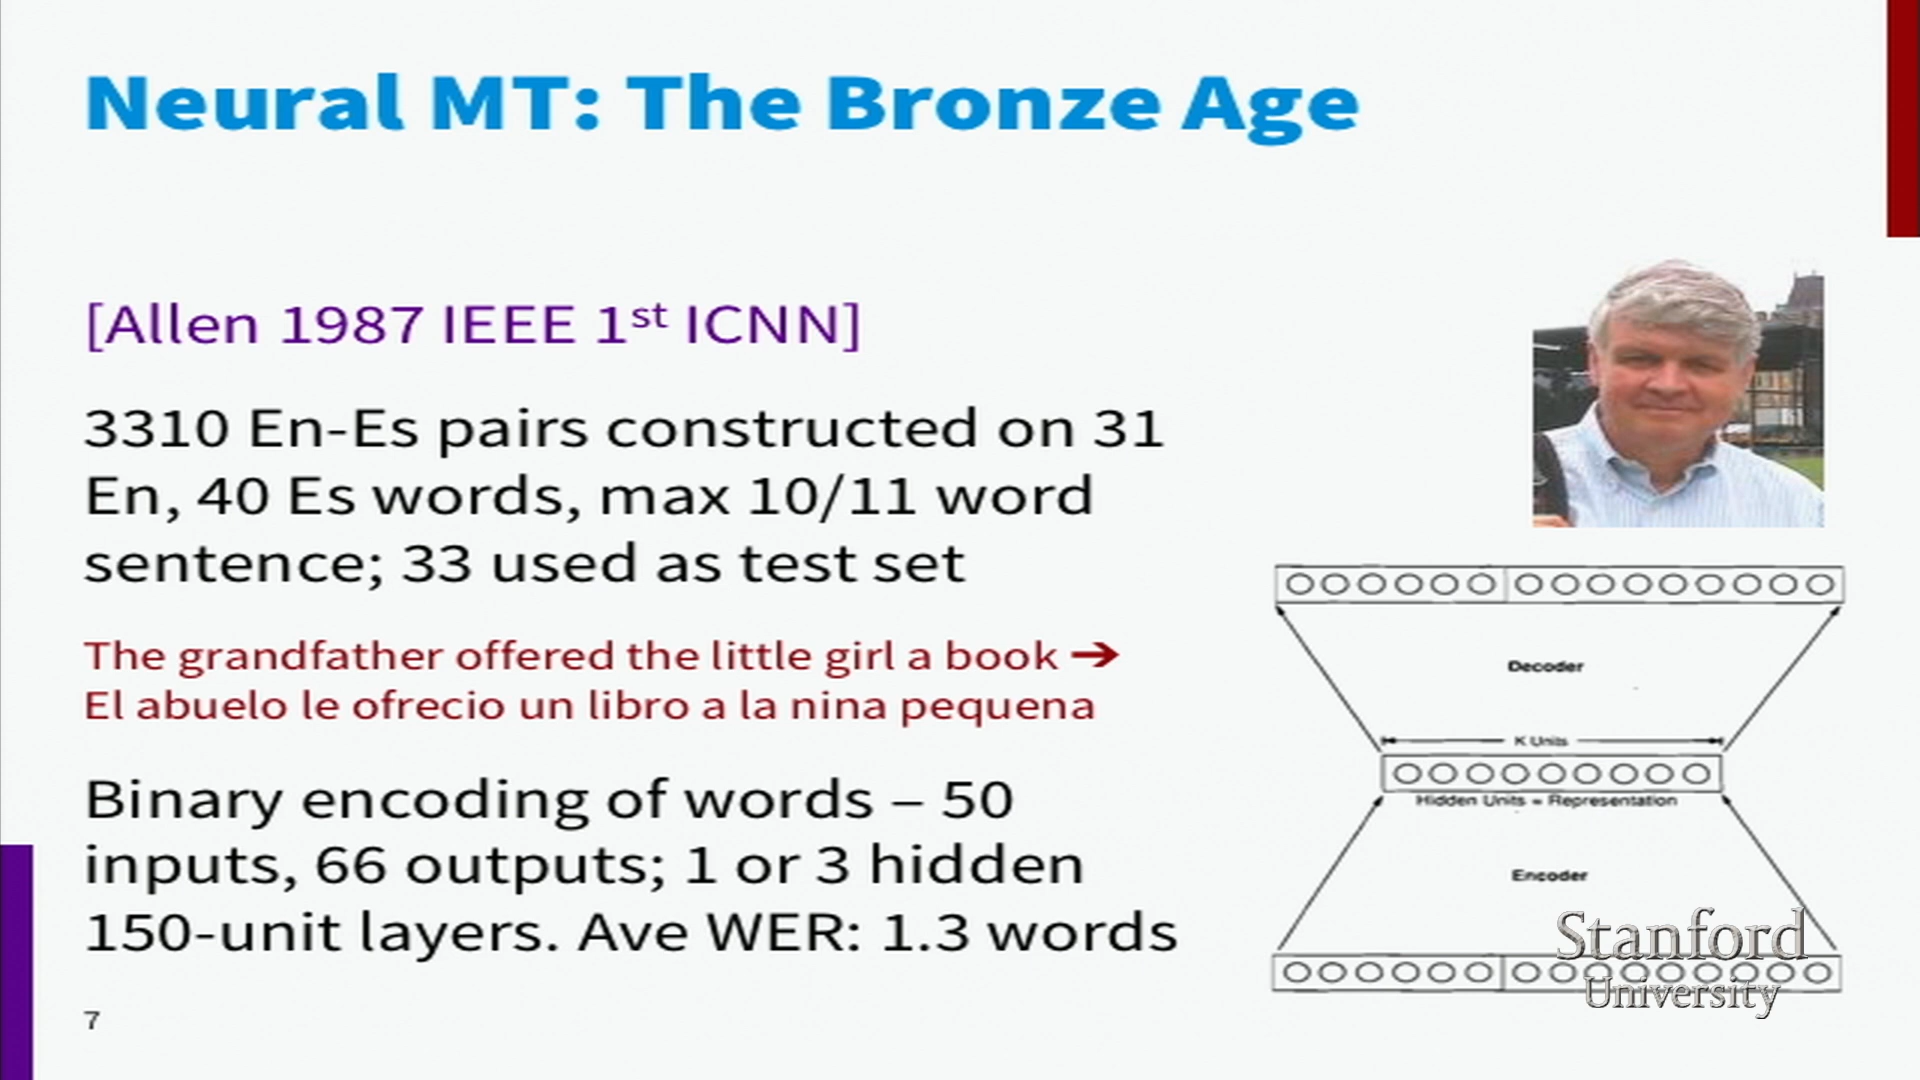 Neural MT: The Bronze Age
[Allen 1987 IEEE 1st ICNN]
3310 En-Es pairs constructed on 31
En, 40 Es words, max 10/11 word
sentence; 33 used as test set
The grandfather offered the little girl a book ➔
El abuelo le ofrecio un libro a la nina pequena
Binary encoding of words – 50
inputs, 66 outputs; 1 or 3 hidden
150-unit layers. Ave WER: 1.3 words
7
Decoder
K Units
Hidden Units = Representation
Encoder
Stanford
University